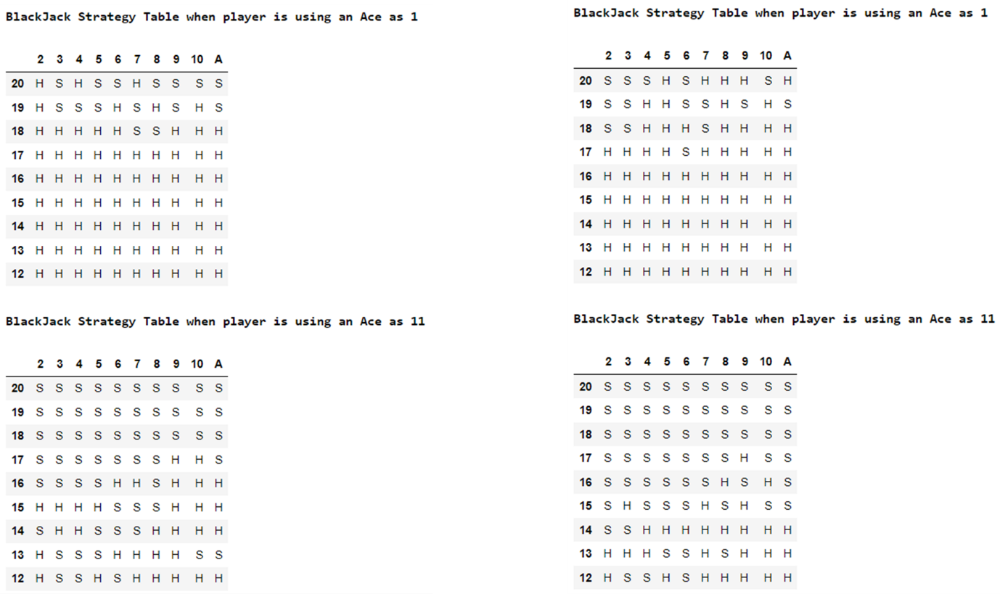 BlackJack Strategy Table when player is using an Ace as 1
2 3 4 5 6 7 8 9 10 A
20 H S H S S H S S S S
19 H S S S H S H S H S
18 H H H H H S S H H H
17 H H H H H H H H H H
16 H H H H H H H H H H
15 H H H H H H H H H H
14 H H H H H H H H H H
13 H H H H H H H H H H
12 H H H H H H H H H H
BlackJack Strategy Table when player is using an Ace as 11
2 3 4 5 6 7 8 9 10 A
20 S S S S S S S S S S
19 S S S S S S S S S S
18 S S S S S S S S S S
17 S S S S S S S H H S
16 S S S S H H S H H H
15 H H H H S S S H H H
14 S H H S S S H H H H
13 H S S S H H H H S S
12 H S S H S H H H H H
BlackJack Strategy Table when player is using an Ace as 1
2 3 4 5 6 7 8 9 10 A
20 S S S H S H H H S H
19 S S H H S S H S H S
18 S S H H H S H H H H
17 H H H H S H H H H H
16 H H H H H H H H H H
15 H H H H H H H H H H
14 H H H H H H H H H H
13 H H H H H H H H H H
12 H H H H H H H H H H
BlackJack Strategy Table when player is using an Ace as 11
2 3 4 5 6 7 8 9 10 A
20 S S S S S S S S S S
19 S S S S S S S S S S
18 S S S S S S S S S S
17 S S S S S S S H S S
16 S S S S S S H S H S
15 S H S S S H S H S S
14 S S H H H H H H H H
13 H H H S S H S H H H
12 H S S H S H H H H H